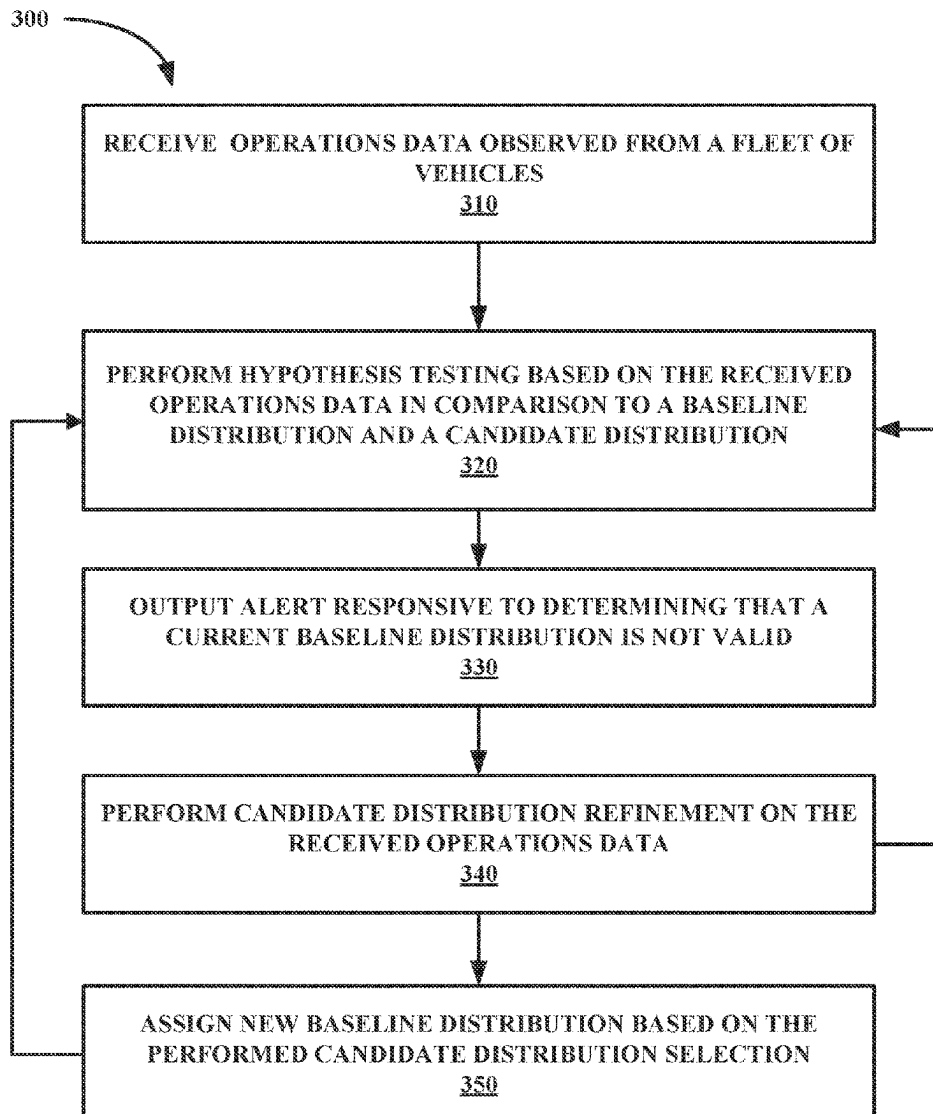 300
RECEIVE OPERATIONS DATA OBSERVED FROM A FLEET OF
VEHICLES
310
PERFORM HYPOTHESIS TESTING BASED ON THE RECEIVED
OPERATIONS DATA IN COMPARISON TO A BASELINE
DISTRIBUTION AND A CANDIDATE DISTRIBUTION
320
OUTPUT ALERT RESPONSIVE TO DETERMINING THAT A
CURRENT BASELINE DISTRIBUTION IS NOT VALID
330
PERFORM CANDIDATE DISTRIBUTION REFINEMENT ON THE
RECEIVED OPERATIONS DATA
340
ASSIGN NEW BASELINE DISTRIBUTION BASED ON THE
PERFORMED CANDIDATE DISTRIBUTION SELECTION
350